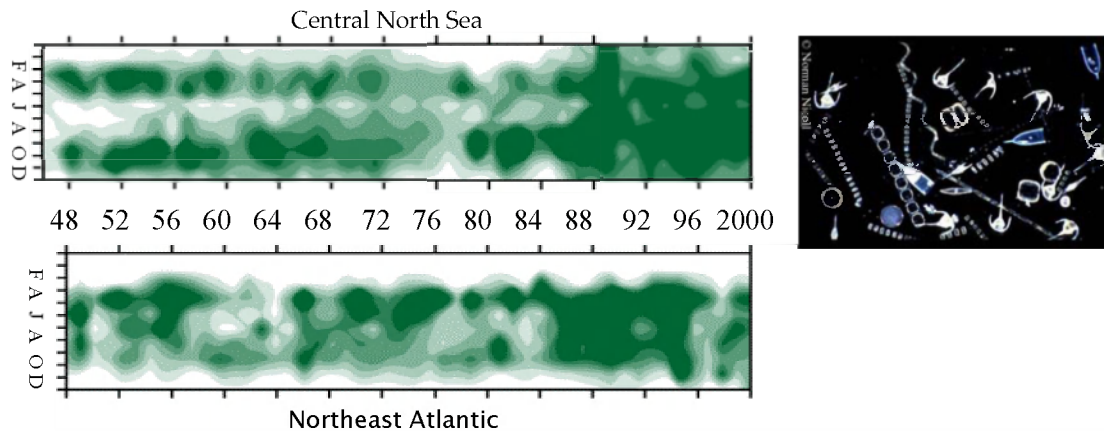 Central North Sea
F A J A O D
48 52 56 60 64 68 72 76 80 84 88 92 96 2000
F A J A O D
Northeast Atlantic
© Norman Nicoll